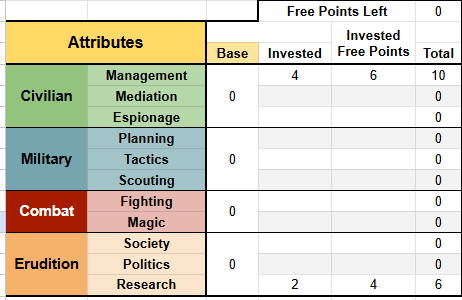 Free Points Left 0
Attributes Base Invested Invested Free Points Total
Civilian Management 0 4 6 10
Mediation 0
Espionage 0
Military Planning 0 0
Tactics 0
Scouting 0
Combat Fighting 0 0
Magic 0
Erudition Society 0 0
Politics 0
Research 2 4 6